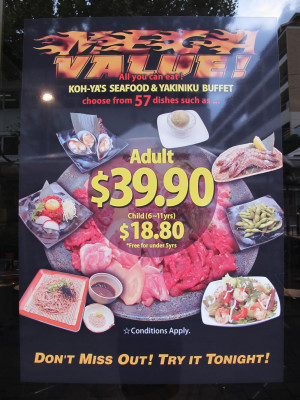 MEGA
VALUE!
All you can eat!
KOH-YA'S SEAFOOD & YAKINIKU BUFFET
choose from 57 dishes such as ...
Adult
$39.90
Child (6~11yrs)
$18.80
*Free for under 5yrs
☆Conditions Apply.
DON'T MISS OUT! TRY IT TONIGHT!